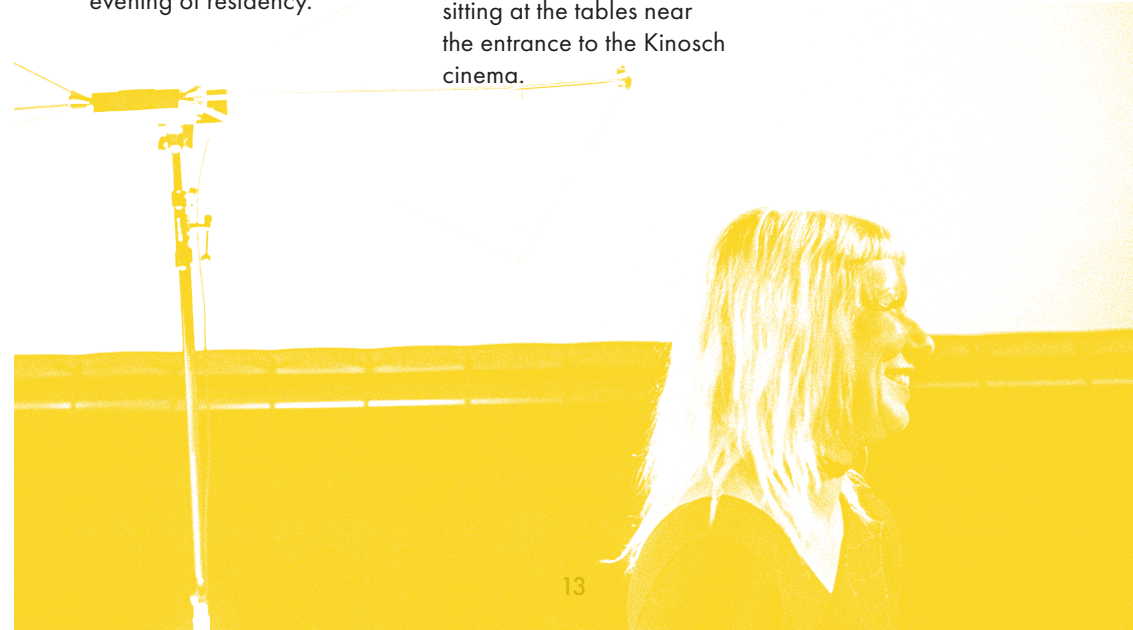 evening of residency.
sitting at the tables near
the entrance to the Kinosch
cinema.
13